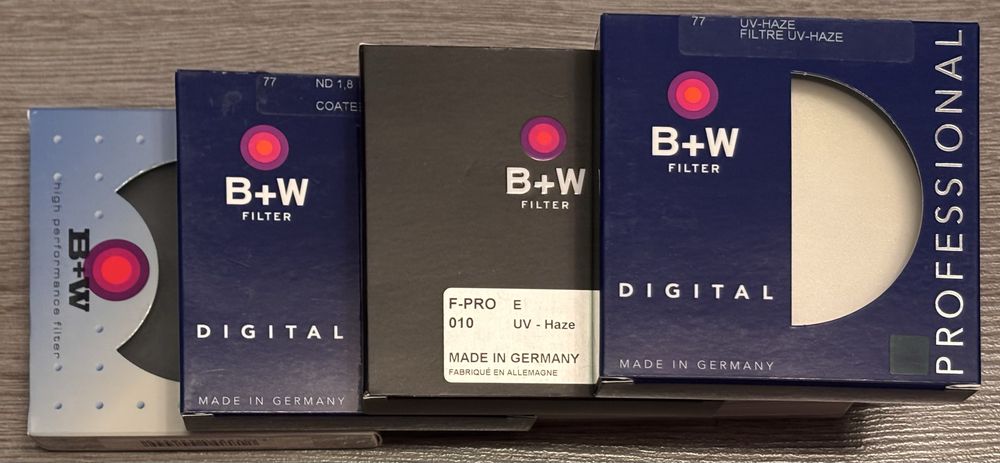 high performance filter
B+W
77 ND 1,8
COATE
B+W
FILTER
DIGITAL
MADE IN GERMANY
B+W
FILTER
F-PRO E
010 UV - Haze
MADE IN GERMANY
FABRIQUÉ EN ALLEMAGNE
77 UV-HAZE
FILTRE UV-HAZE
B+W
FILTER
DIGITAL
MADE IN GERMANY
PROFESSIONAL